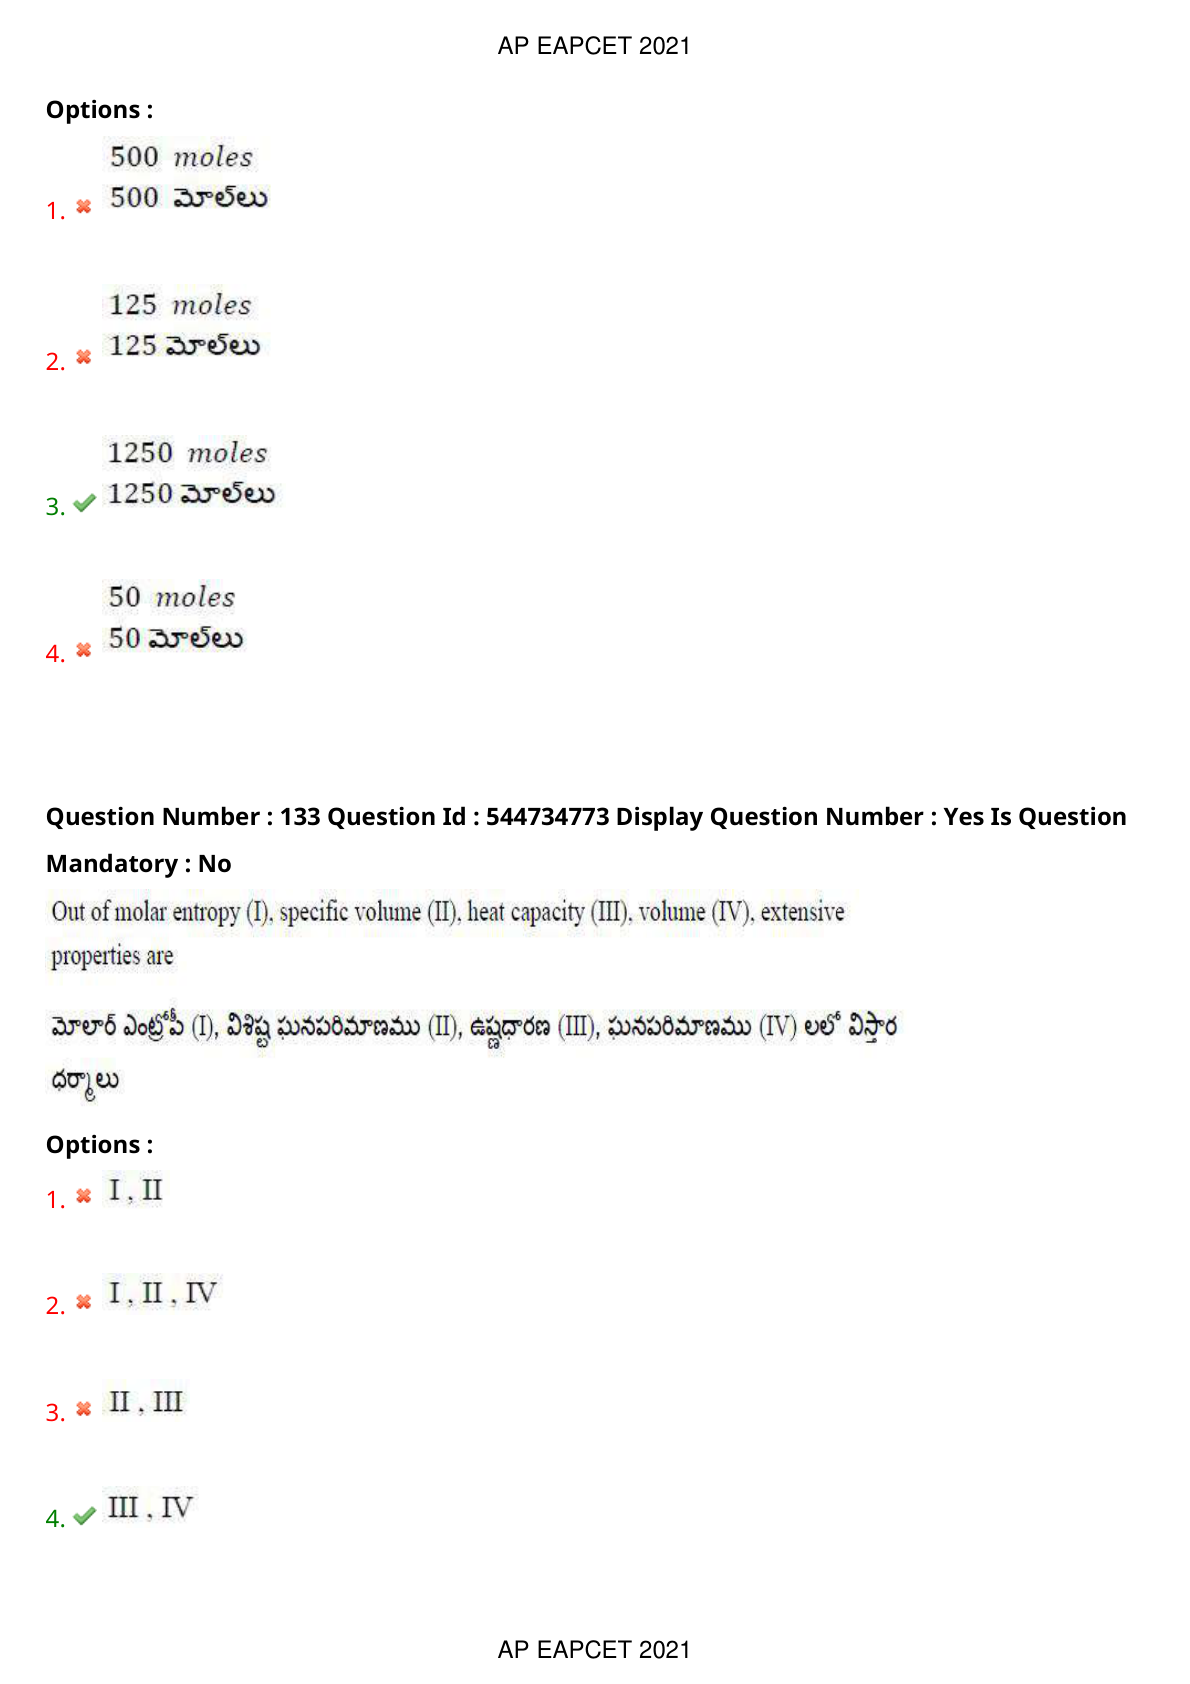 AP EAPCET 2021
Options :
500 moles
500 మోల్‌లు
1.
125 moles
125 మోల్‌లు
2.
1250 moles
1250 మోల్‌లు
3.
50 moles
50 మోల్‌లు
4.
Question Number : 133 Question Id : 544734773 Display Question Number : Yes Is Question
Mandatory : No
Out of molar entropy (I), specific volume (II), heat capacity (III), volume (IV), extensive
properties are
మోలార్ ఎంట్రోపీ (I), విశిష్ట ఘనపరిమాణము (II), ఉష్ణధారణ (III), ఘనపరిమాణము (IV) లలో విస్తార
ధర్మాలు
Options :
1. I , II
2. I , II , IV
3. II , III
4. III , IV
AP EAPCET 2021